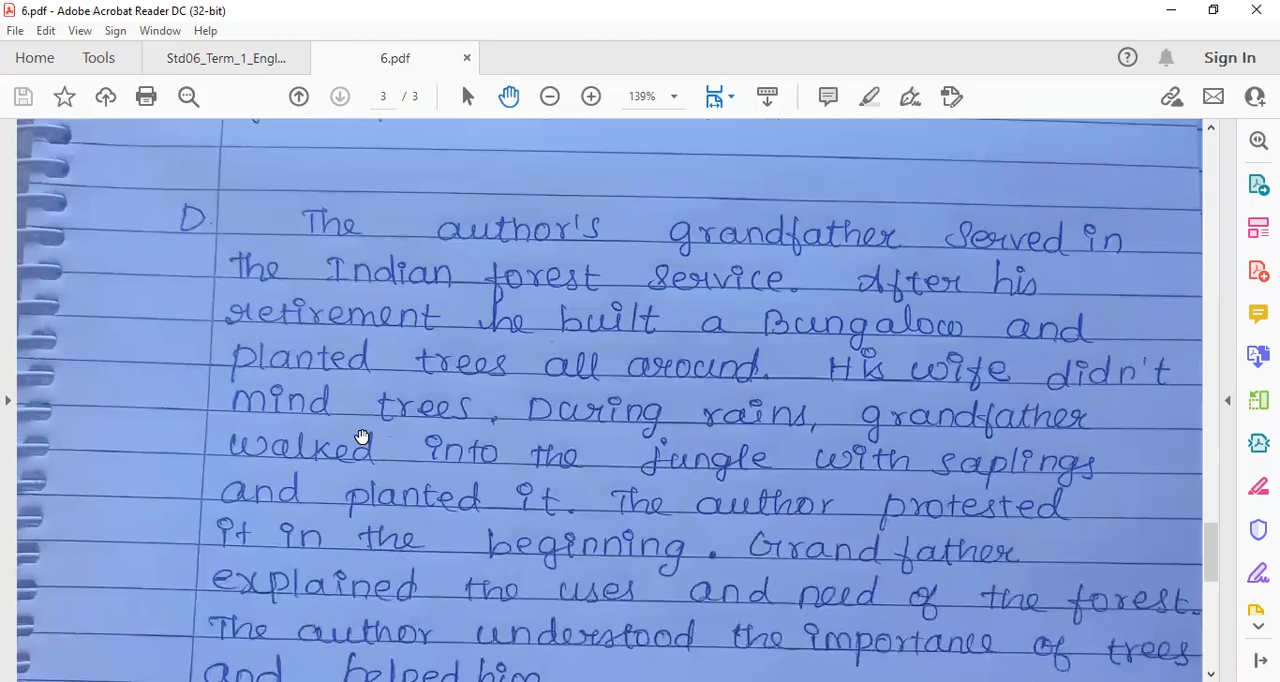 6.pdf - Adobe Acrobat Reader DC (32-bit)
File Edit View Sign Window Help
Home Tools Std06_Term_1_Engl... 6.pdf × Sign In
3 / 3 139%
D. The author's grandfather served in
the Indian forest service. After his
retirement he built a Bungalow and
planted trees all around. His wife didn't
mind trees. During rains, grandfather
walked into the jungle with saplings
and planted it. The author protested
it in the beginning. Grandfather
explained the uses and need of the forest.
The author understood the importance of trees
and helped him